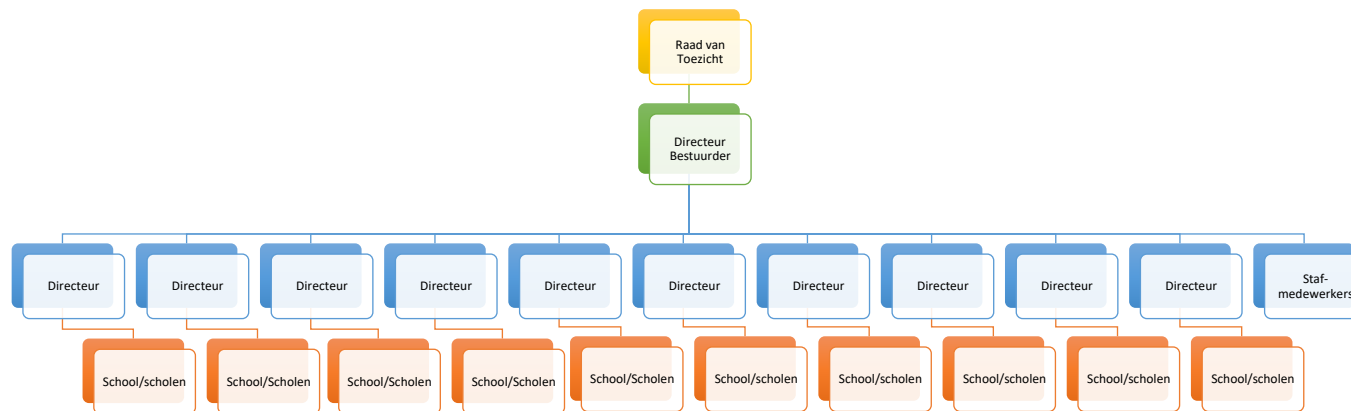 Raad van
Toezicht
Directeur
Bestuurder
Directeur
Directeur
Directeur
Directeur
Directeur
Directeur
Directeur
Directeur
Directeur
Directeur
Staf-
medewerkers
School/scholen
School/Scholen
School/Scholen
School/Scholen
School/Scholen
School/scholen
School/scholen
School/scholen
School/scholen
School/scholen